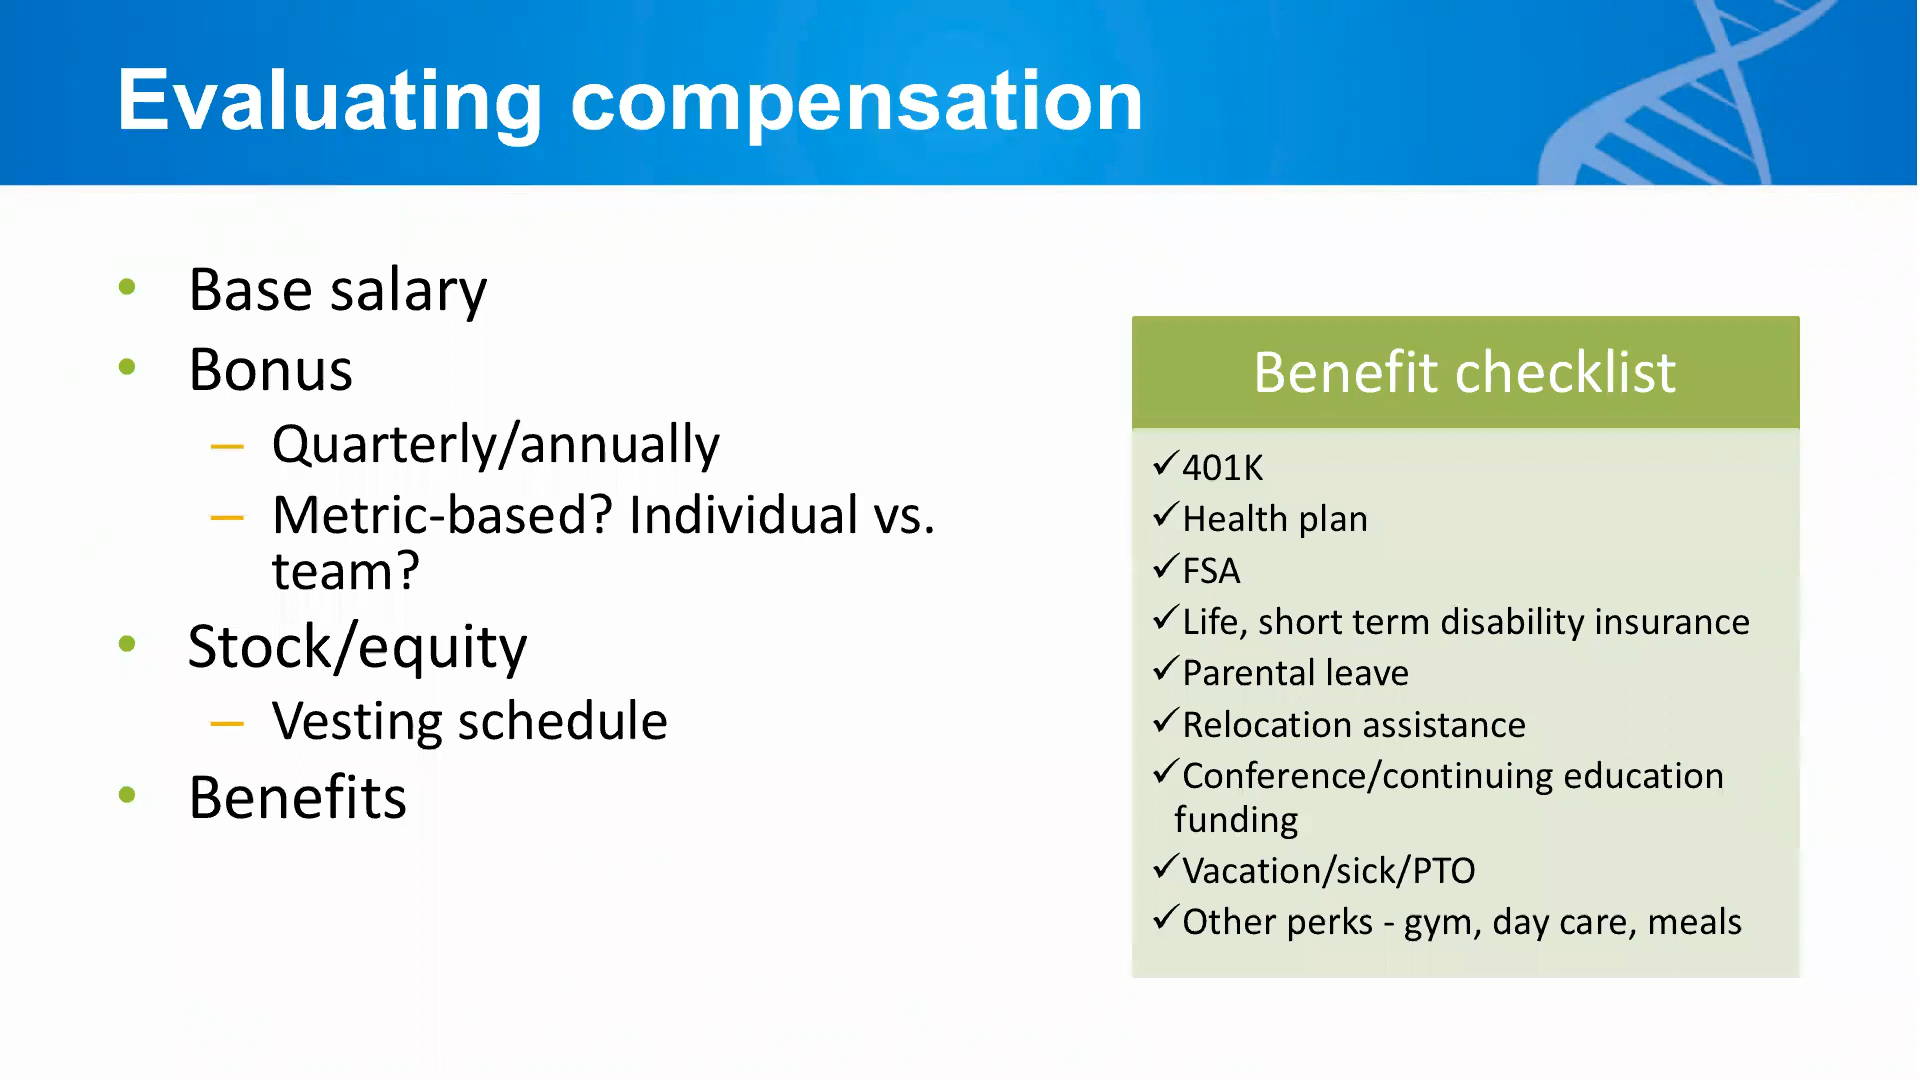 Evaluating compensation
• Base salary
• Bonus
– Quarterly/annually
– Metric-based? Individual vs.
team?
• Stock/equity
– Vesting schedule
• Benefits
Benefit checklist
✓401K
✓Health plan
✓FSA
✓Life, short term disability insurance
✓Parental leave
✓Relocation assistance
✓Conference/continuing education
funding
✓Vacation/sick/PTO
✓Other perks - gym, day care, meals